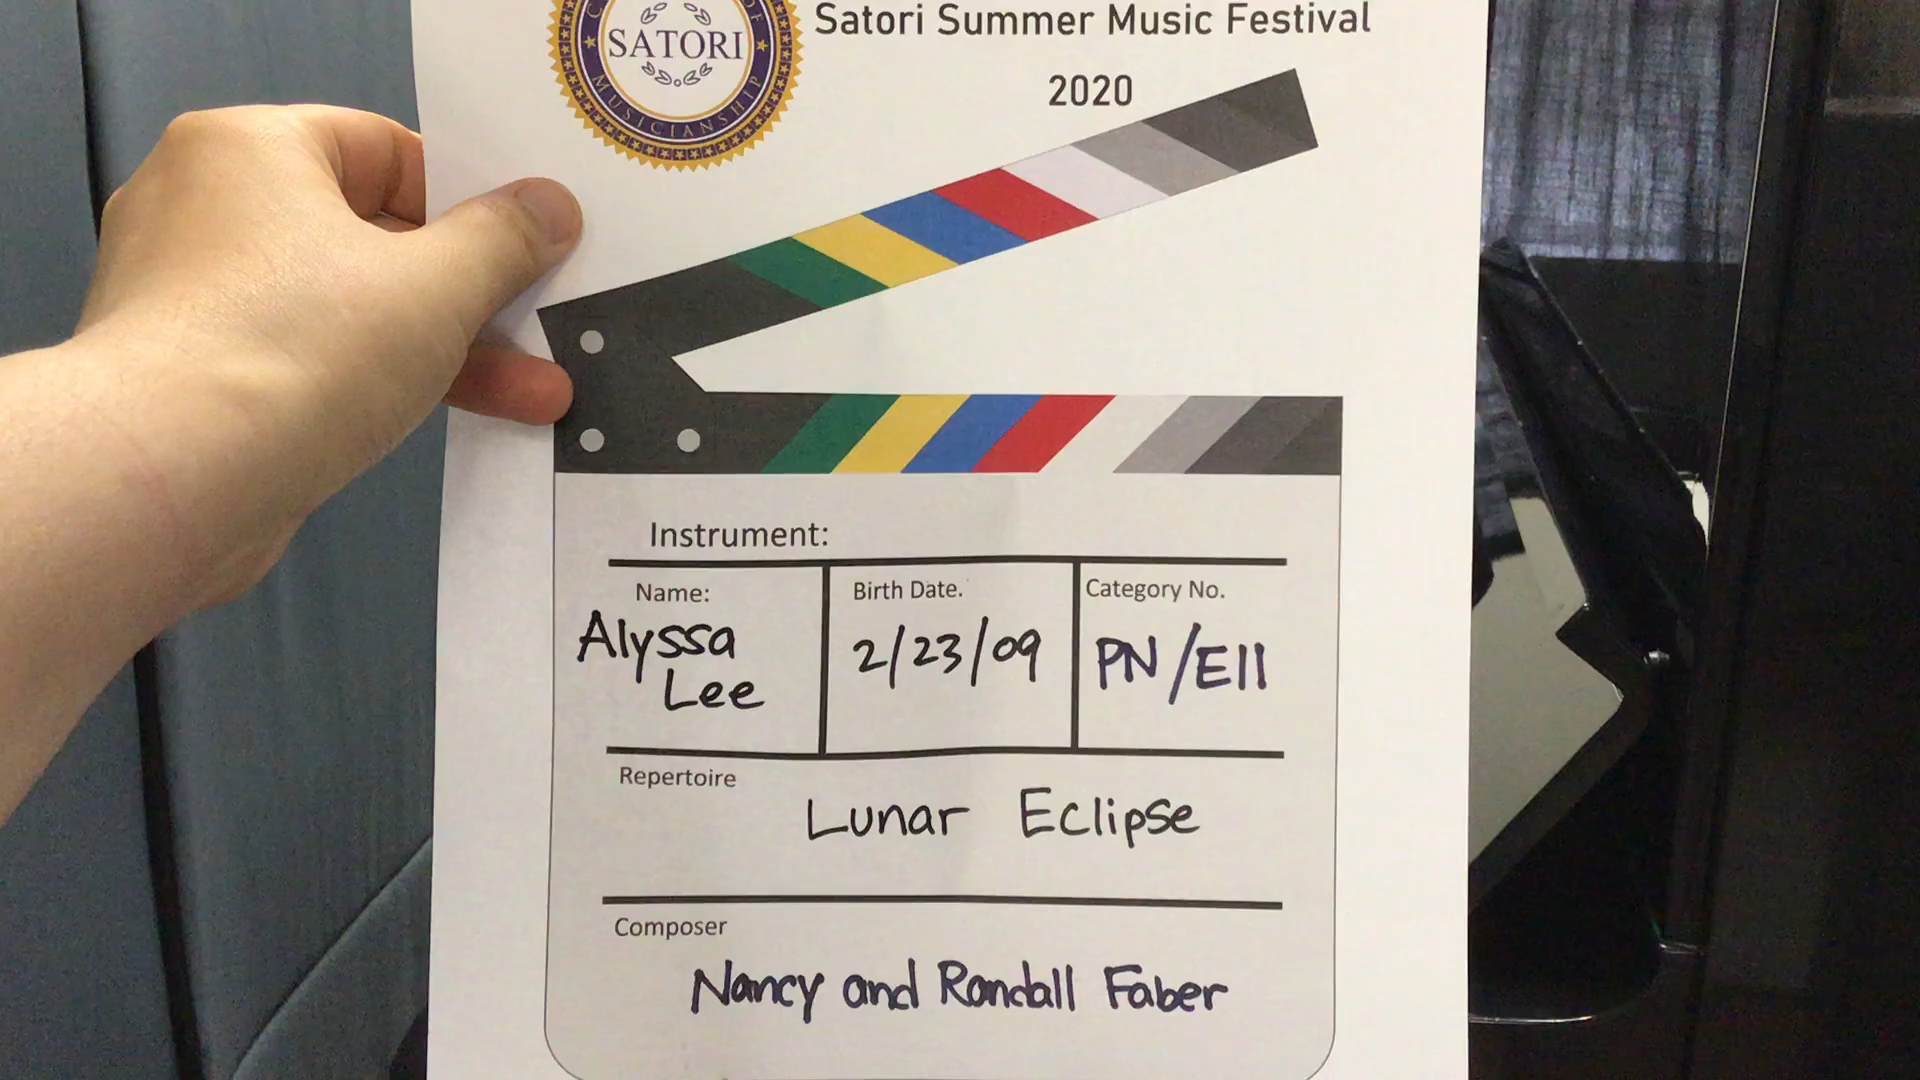 SATORI
MUSICIANSHIP
Satori Summer Music Festival
2020
Instrument:
Name:
Alyssa
Lee
Birth Date.
2/23/09
Category No.
PN/E11
Repertoire
Lunar Eclipse
Composer
Nancy and Randall Faber